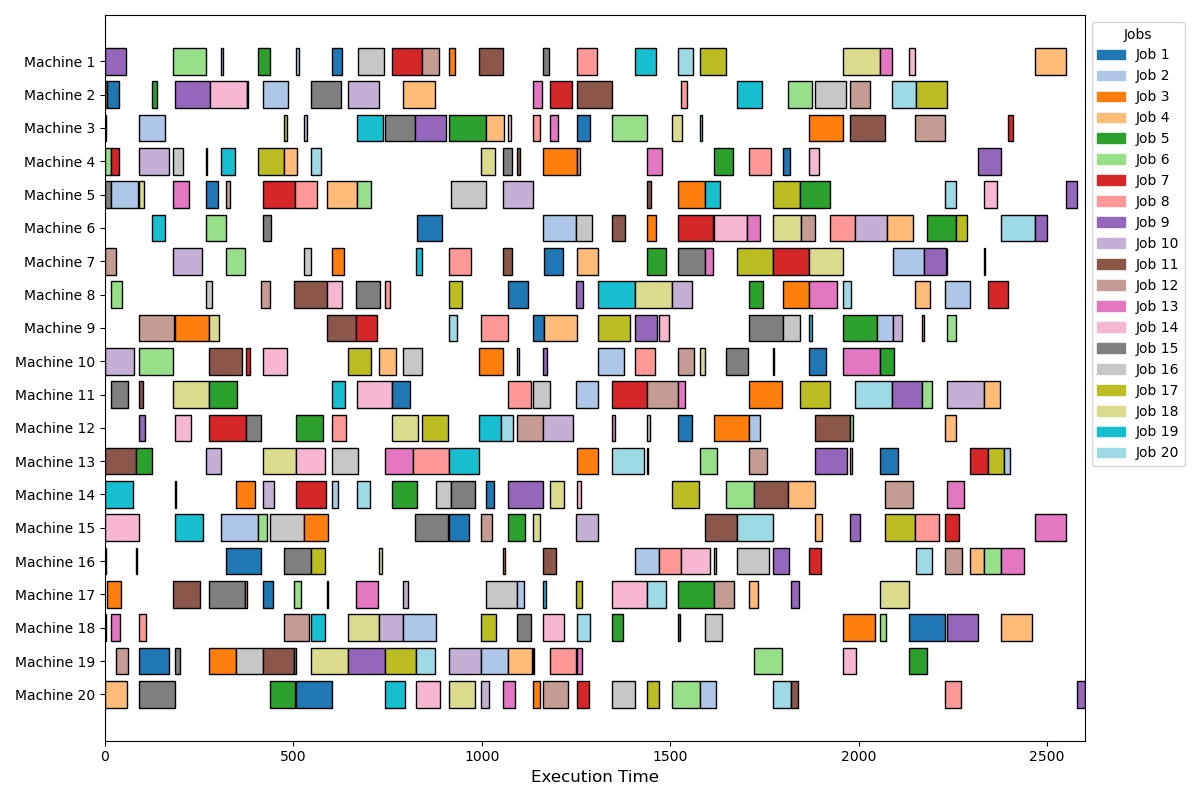 Machine 1
Machine 2
Machine 3
Machine 4
Machine 5
Machine 6
Machine 7
Machine 8
Machine 9
Machine 10
Machine 11
Machine 12
Machine 13
Machine 14
Machine 15
Machine 16
Machine 17
Machine 18
Machine 19
Machine 20
0 500 1000 1500 2000 2500
Execution Time
Jobs
Job 1
Job 2
Job 3
Job 4
Job 5
Job 6
Job 7
Job 8
Job 9
Job 10
Job 11
Job 12
Job 13
Job 14
Job 15
Job 16
Job 17
Job 18
Job 19
Job 20